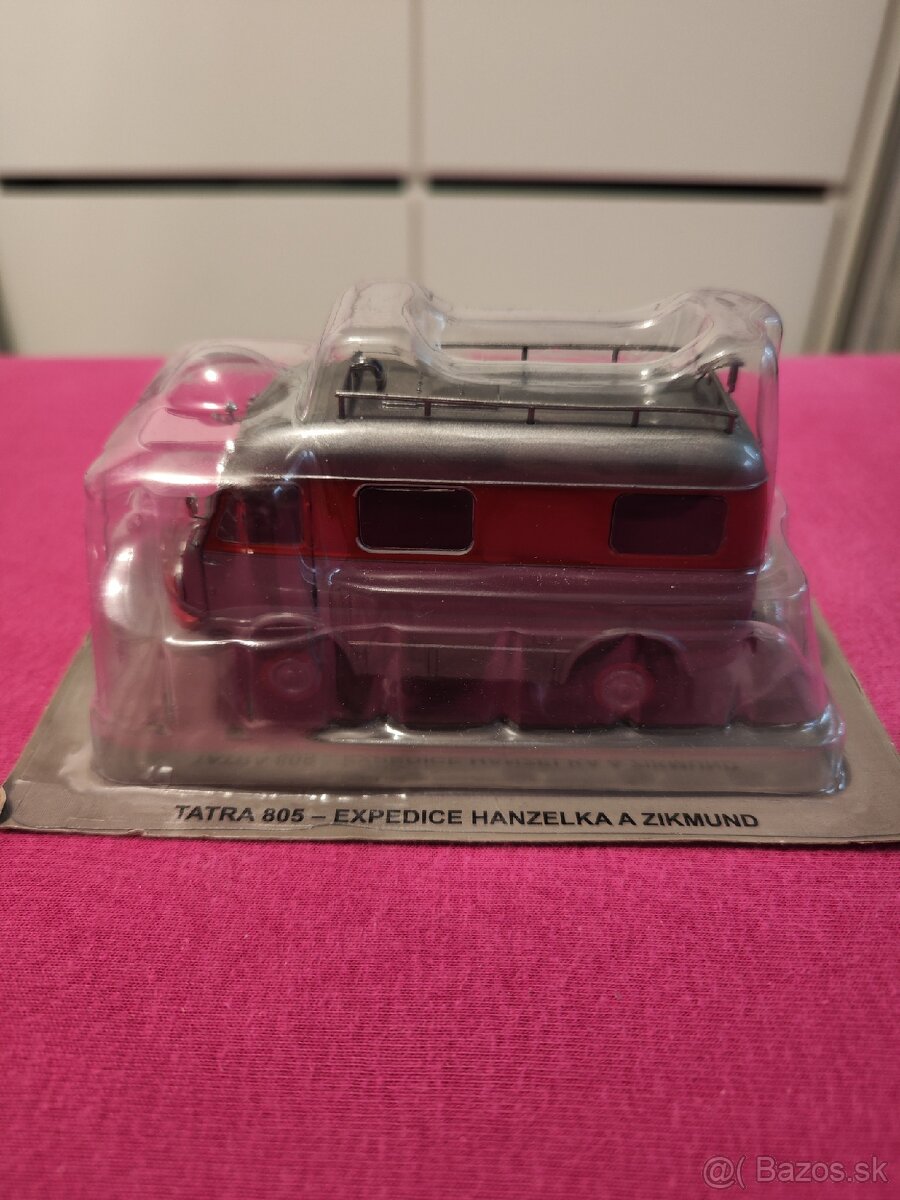 TATRA 805 – EXPEDICE HANZELKA A ZIKMUND
@( Bazos.sk